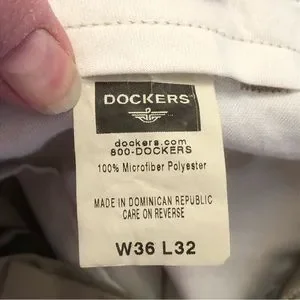 DOCKERS®
dockers.com
800-DOCKERS
100% Microfiber Polyester
MADE IN DOMINICAN REPUBLIC
CARE ON REVERSE
W36 L32